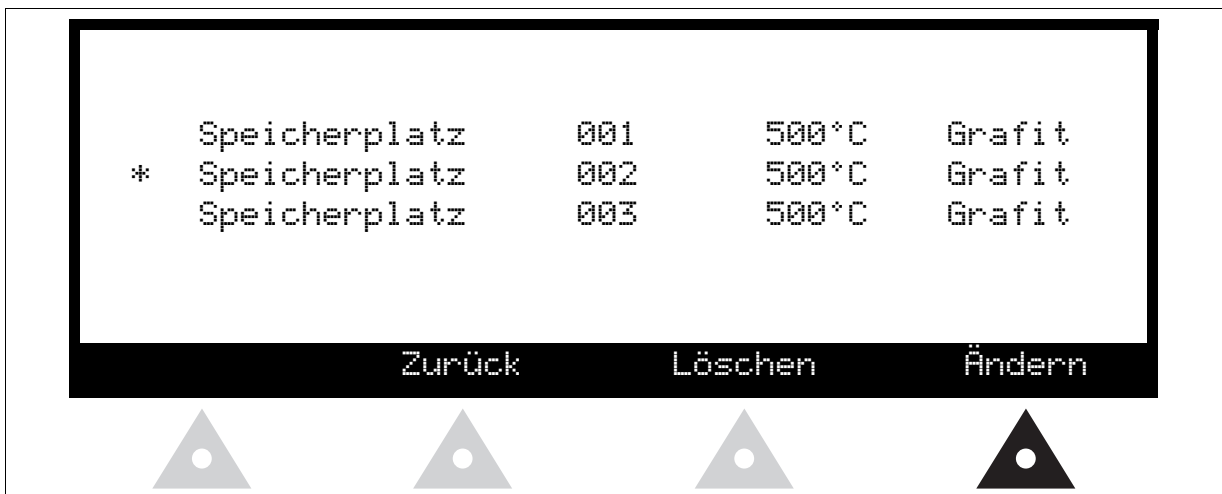 Speicherplatz 001 500°C Grafit
* Speicherplatz 002 500°C Grafit
Speicherplatz 003 500°C Grafit
Zurück Löschen Ändern